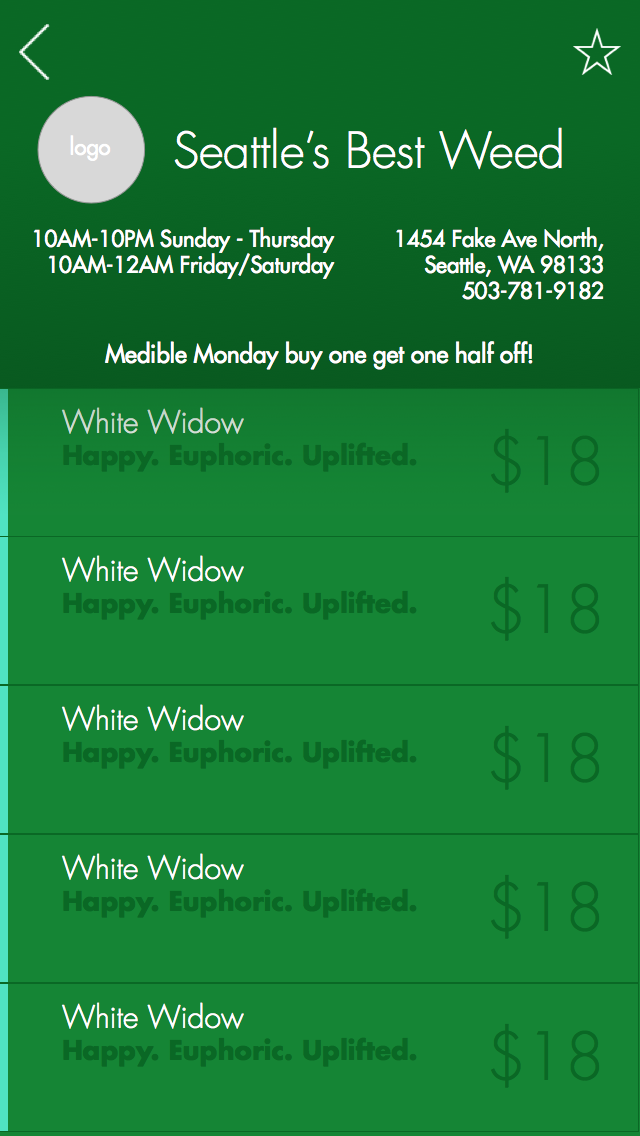 logo
Seattle’s Best Weed
10AM-10PM Sunday - Thursday
10AM-12AM Friday/Saturday
1454 Fake Ave North,
Seattle, WA 98133
503-781-9182
Medible Monday buy one get one half off!
White Widow
Happy. Euphoric. Uplifted.
$18
White Widow
Happy. Euphoric. Uplifted.
$18
White Widow
Happy. Euphoric. Uplifted.
$18
White Widow
Happy. Euphoric. Uplifted.
$18
White Widow
Happy. Euphoric. Uplifted.
$18